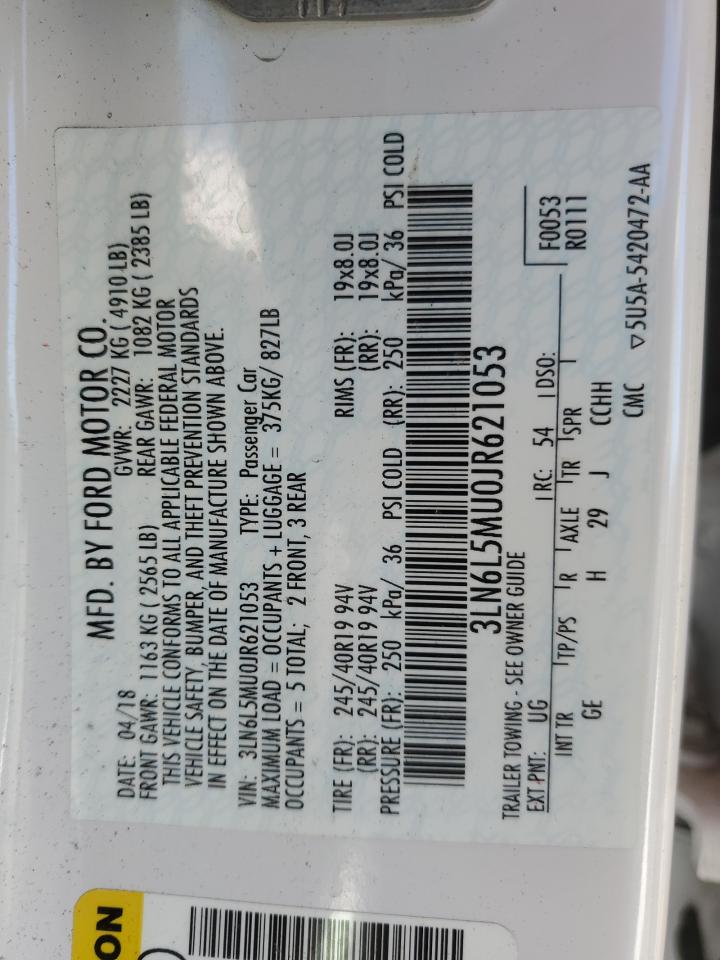 MFD. BY FORD MOTOR CO.
DATE: 04/18 GVWR: 2227 KG ( 4910 LB)
FRONT GAWR: 1163 KG ( 2565 LB) REAR GAWR: 1082 KG ( 2385 LB)
THIS VEHICLE CONFORMS TO ALL APPLICABLE FEDERAL MOTOR
VEHICLE SAFETY, BUMPER, AND THEFT PREVENTION STANDARDS
IN EFFECT ON THE DATE OF MANUFACTURE SHOWN ABOVE.
VIN: 3LN6L5MU0JR621053 TYPE: Passenger Car
MAXIMUM LOAD = OCCUPANTS + LUGGAGE = 375KG/ 827LB
OCCUPANTS = 5 TOTAL; 2 FRONT, 3 REAR
TIRE (FR): 245/40R19 94V RIMS (FR): 19x8.0J
(RR): 245/40R19 94V (RR): 19x8.0J
PRESSURE (FR): 250 kPa/ 36 PSI COLD (RR): 250 kPa/ 36 PSI COLD
3LN6L5MU0JR621053
TRAILER TOWING - SEE OWNER GUIDE
EXT PNT: UG RC: 54 DSO: F0053
R0111
INT TR TP/PS R AXLE TR SPR
GE H 29 J CCHH
CMC ▽5U5A-5420472-AA
ON